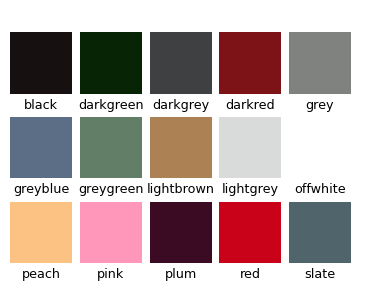 black darkgreen darkgrey darkred grey
greyblue greygreen lightbrown lightgrey offwhite
peach pink plum red slate